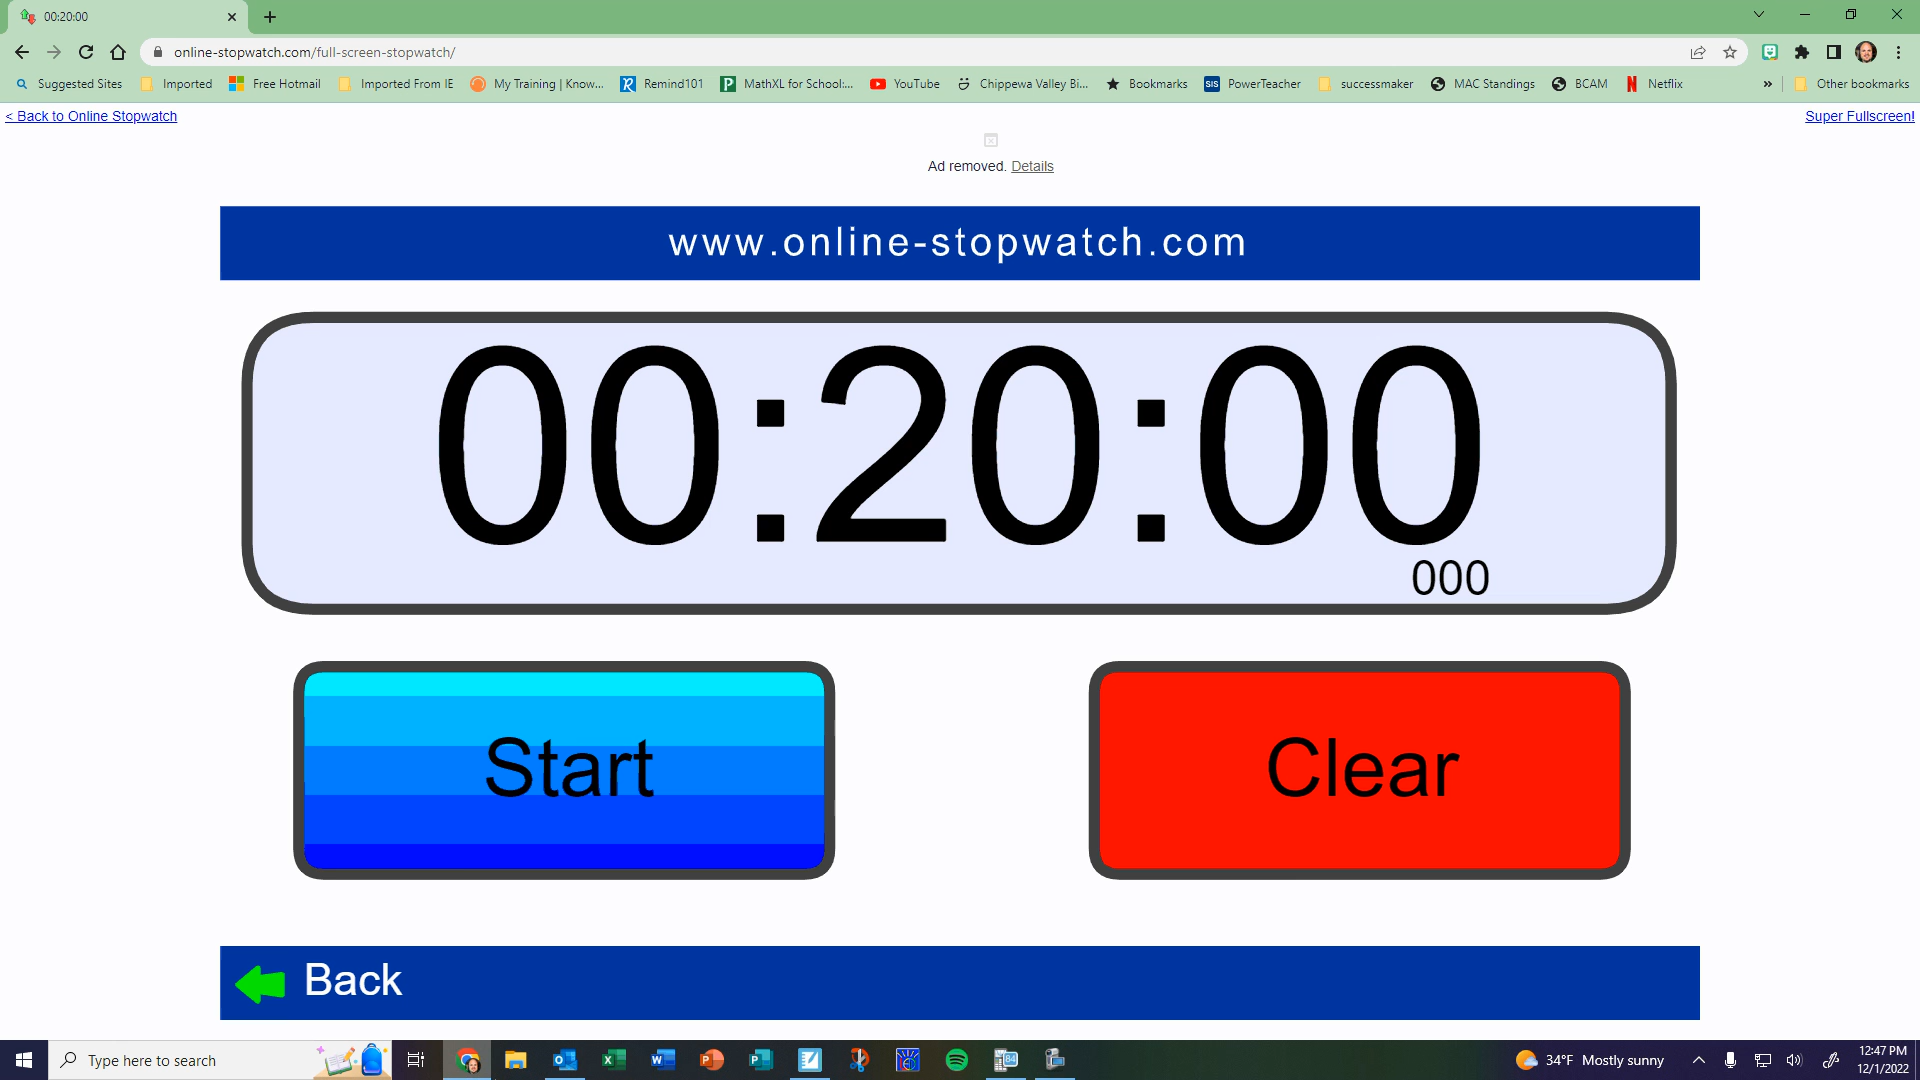 00:20:00
online-stopwatch.com/full-screen-stopwatch/
Suggested Sites Imported Free Hotmail Imported From IE My Training | Know... Remind101 MathXL for School:... YouTube Chippewa Valley Bi... Bookmarks PowerTeacher successmaker MAC Standings BCAM Netflix » Other bookmarks
< Back to Online Stopwatch
Super Fullscreen!
Ad removed. Details
www.online-stopwatch.com
00:20:00
000
Start
Clear
Back
Type here to search
34°F Mostly sunny
12:47 PM
12/1/2022